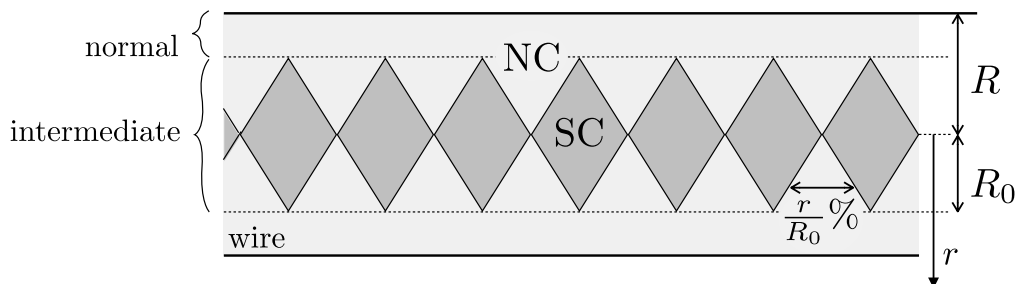 normal
NC
R
intermediate
SC
R₀
r/R₀ %
wire
r